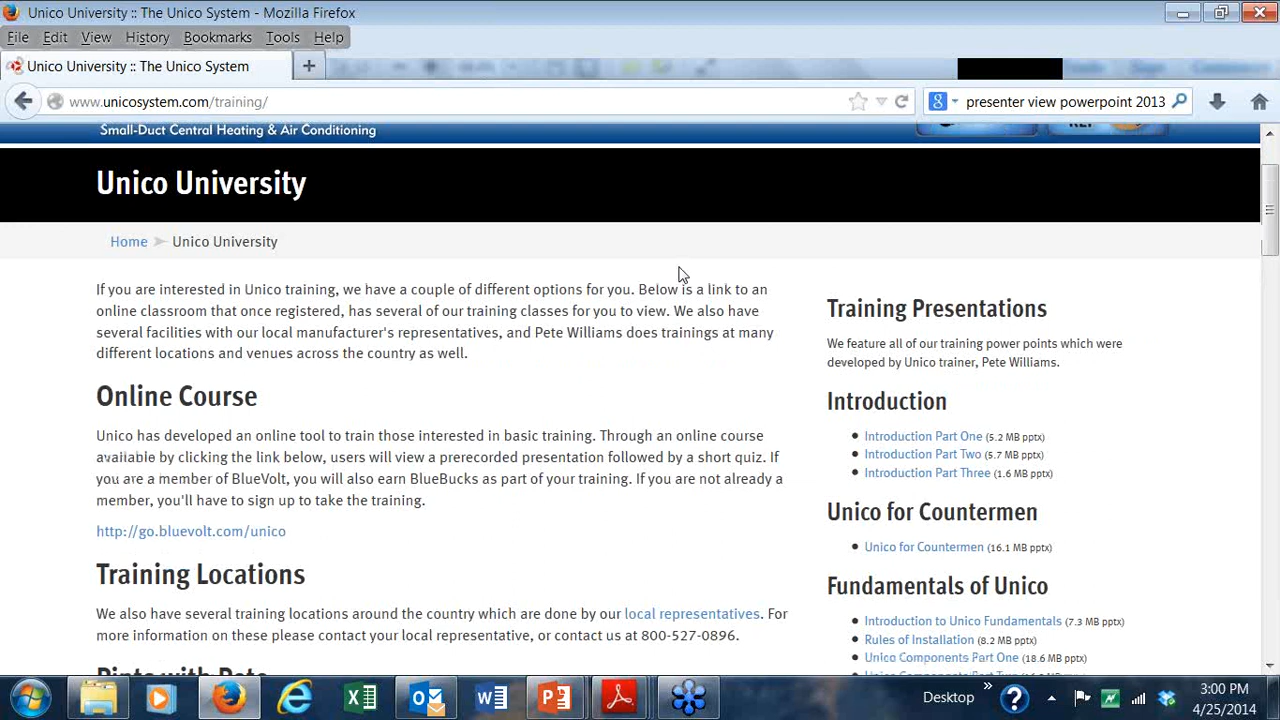 Unico University :: The Unico System - Mozilla Firefox
File Edit View History Bookmarks Tools Help
Unico University :: The Unico System
www.unicosystem.com/training/
presenter view powerpoint 2013
Small-Duct Central Heating & Air Conditioning
Unico University
Home Unico University
If you are interested in Unico training, we have a couple of different options for you. Below is a link to an
online classroom that once registered, has several of our training classes for you to view. We also have
several facilities with our local manufacturer's representatives, and Pete Williams does trainings at many
different locations and venues across the country as well.
Online Course
Unico has developed an online tool to train those interested in basic training. Through an online course
available by clicking the link below, users will view a prerecorded presentation followed by a short quiz. If
you are a member of BlueVolt, you will also earn BlueBucks as part of your training. If you are not already a
member, you'll have to sign up to take the training.
http://go.bluevolt.com/unico
Training Locations
We also have several training locations around the country which are done by our local representatives. For
more information on these please contact your local representative, or contact us at 800-527-0896.
Pints with Pete
Training Presentations
We feature all of our training power points which were
developed by Unico trainer, Pete Williams.
Introduction
Introduction Part One (5.2 MB pptx)
Introduction Part Two (5.7 MB pptx)
Introduction Part Three (1.6 MB pptx)
Unico for Countermen
Unico for Countermen (16.1 MB pptx)
Fundamentals of Unico
Introduction to Unico Fundamentals (7.3 MB pptx)
Rules of Installation (8.2 MB pptx)
Unico Components Part One (18.6 MB pptx)
Desktop
3:00 PM
4/25/2014